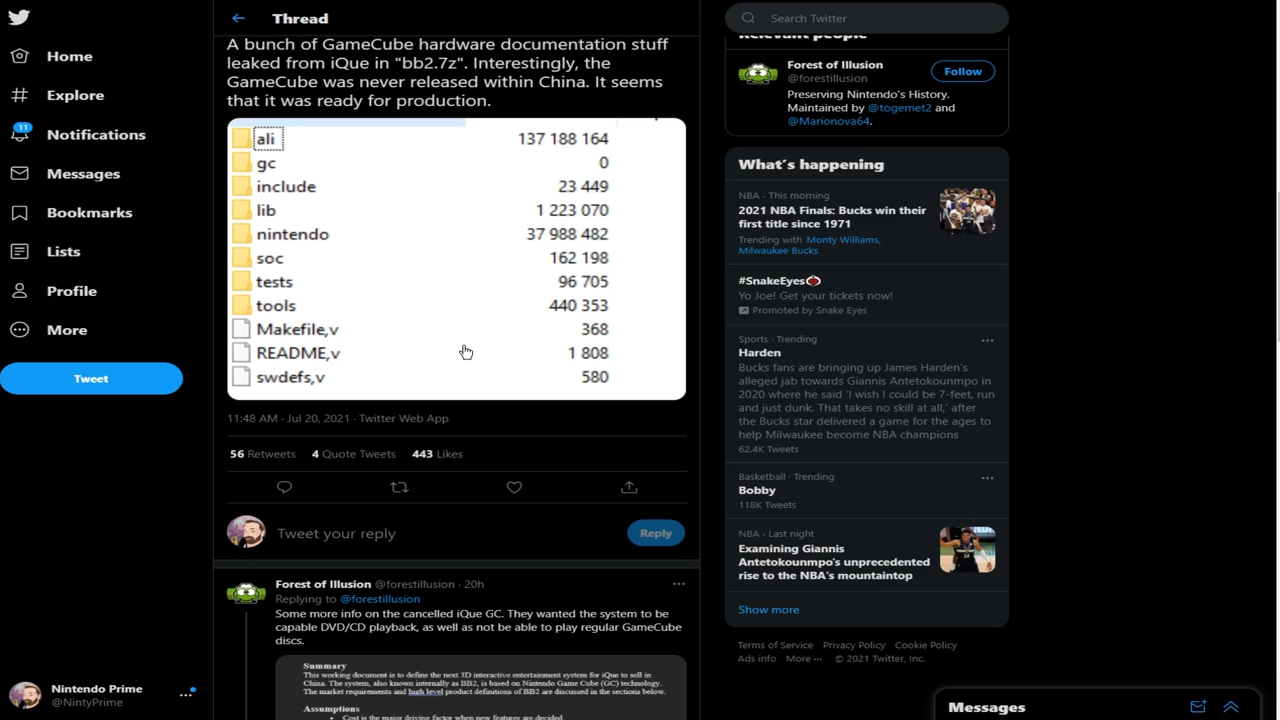 Home
Explore
11
Notifications
Messages
Bookmarks
Lists
Profile
More
Tweet
Nintendo Prime
@NintyPrime
Thread
A bunch of GameCube hardware documentation stuff
leaked from iQue in "bb2.7z". Interestingly, the
GameCube was never released within China. It seems
that it was ready for production.
ali 137 188 164
gc 0
include 23 449
lib 1 223 070
nintendo 37 988 482
soc 162 198
tests 96 705
tools 440 353
Makefile,v 368
README,v 1 808
swdefs,v 580
11:48 AM · Jul 20, 2021 · Twitter Web App
56 Retweets 4 Quote Tweets 443 Likes
Tweet your reply
Reply
Forest of Illusion @forestillusion · 20h
Replying to @forestillusion
Some more info on the cancelled iQue GC. They wanted the system to be
capable DVD/CD playback, as well as not be able to play regular GameCube
discs.
Summary
This working document is to define the next 3D interactive entertainment system for iQue to sell in
China. The system, also known internally as BB2, is based on Nintendo Game Cube (GC) technology.
The market requirements and high level product definitions of BB2 are discussed in the sections below.
Assumptions
• Cost is the major driving factor when new features are decided
Search Twitter
Relevant people
Forest of Illusion
@forestillusion
Follow
Preserving Nintendo's History.
Maintained by @togemet2 and
@Marionova64.
What's happening
NBA · This morning
2021 NBA Finals: Bucks win their
first title since 1971
Trending with Monty Williams,
Milwaukee Bucks
#SnakeEyes
Yo Joe! Get your tickets now!
Promoted by Snake Eyes
Sports · Trending
Harden
Bucks fans are bringing up James Harden's
alleged jab towards Giannis Antetokounmpo in
2020 where he said 'I wish I could be 7-feet, run
and just dunk. That takes no skill at all,' after
the Bucks star delivered a game for the ages to
help Milwaukee become NBA champions
62.4K Tweets
Basketball · Trending
Bobby
118K Tweets
NBA · Last night
Examining Giannis
Antetokounmpo's unprecedented
rise to the NBA's mountaintop
Show more
Terms of Service Privacy Policy Cookie Policy
Ads info More ··· © 2021 Twitter, Inc.
Messages